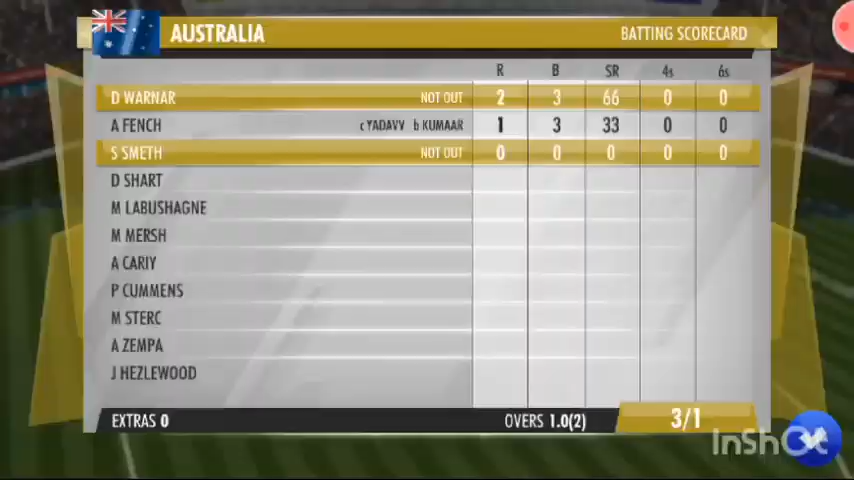 AUSTRALIA BATTING SCORECARD
R B SR 4s 6s
D WARNAR NOT OUT 2 3 66 0 0
A FENCH c YADAVV b KUMAAR 1 3 33 0 0
S SMETH NOT OUT 0 0 0 0 0
D SHART
M LABUSHAGNE
M MERSH
A CARIY
P CUMMENS
M STERC
A ZEMPA
J HEZLEWOOD
EXTRAS 0 OVERS 1.0(2) 3/1
InShOt